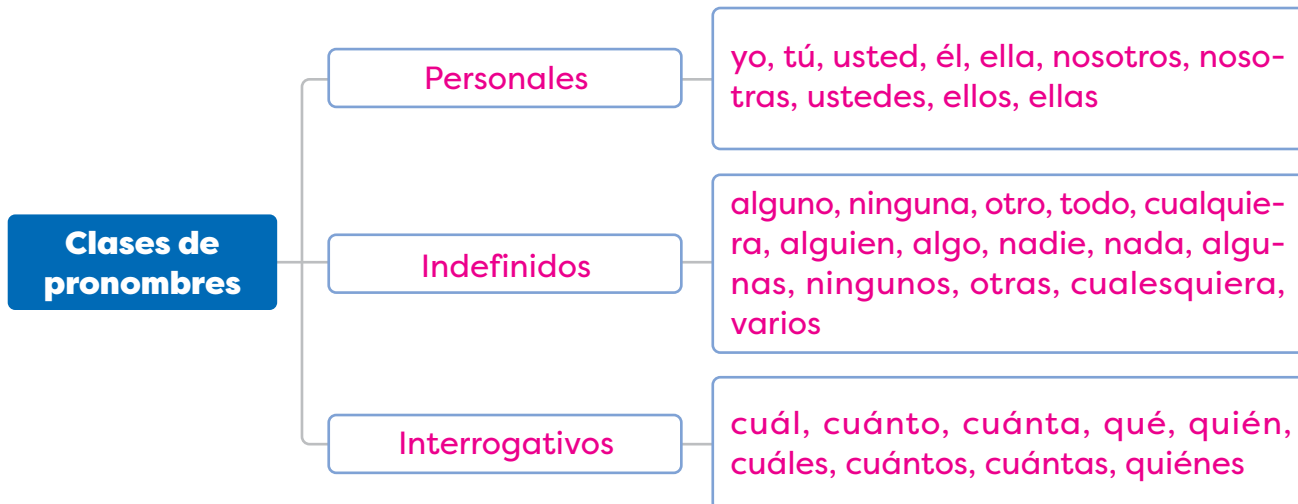 Clases de
pronombres
Personales
yo, tú, usted, él, ella, nosotros, noso-
tras, ustedes, ellos, ellas
Indefinidos
alguno, ninguna, otro, todo, cualquie-
ra, alguien, algo, nadie, nada, algu-
nas, ningunos, otras, cualesquiera,
varios
Interrogativos
cuál, cuánto, cuánta, qué, quién,
cuáles, cuántos, cuántas, quiénes